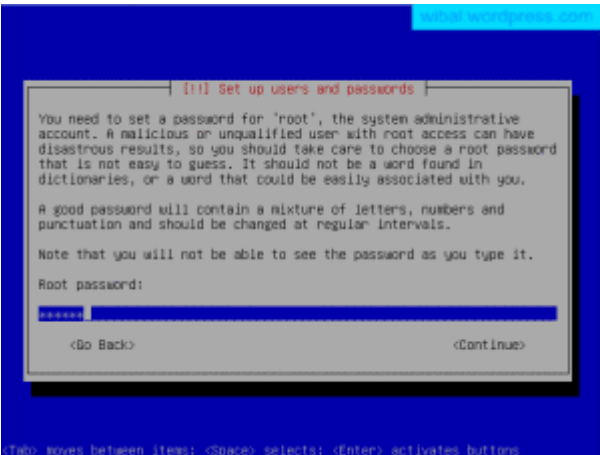 wibal.wordpress.com
[!!] Set up users and passwords
You need to set a password for 'root', the system administrative
account. A malicious or unqualified user with root access can have
disastrous results, so you should take care to choose a root password
that is not easy to guess. It should not be a word found in
dictionaries, or a word that could be easily associated with you.
A good password will contain a mixture of letters, numbers and
punctuation and should be changed at regular intervals.
Note that you will not be able to see the password as you type it.
Root password:
******
<Go Back> <Continue>
<Tab> moves between items; <Space> selects; <Enter> activates buttons